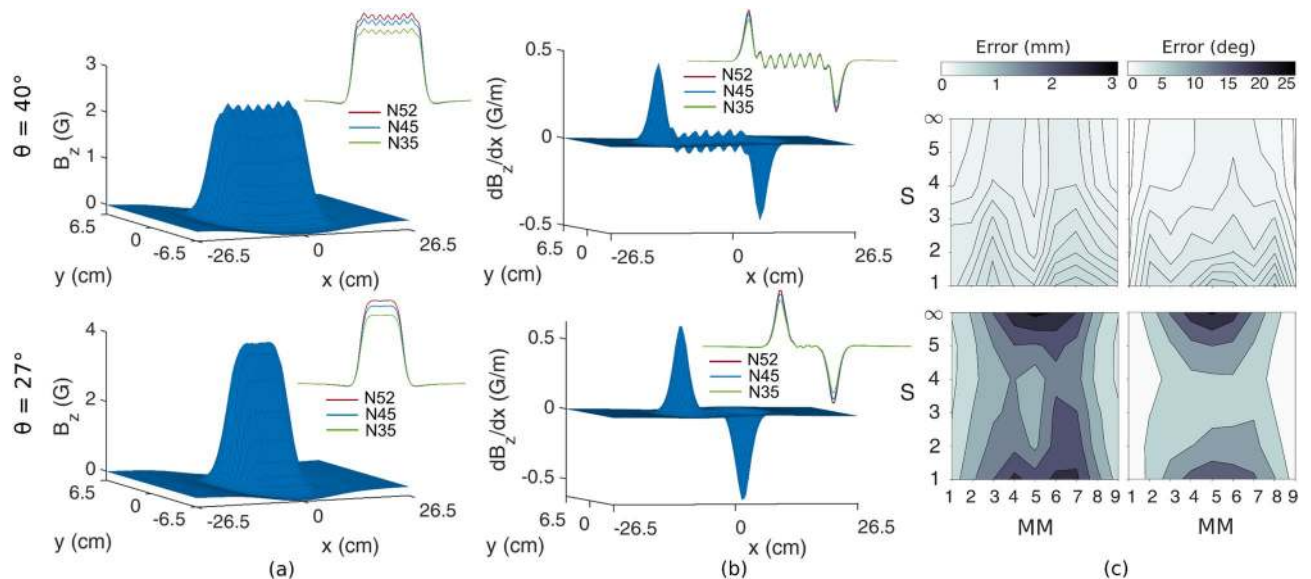 θ = 40°
B_z (G)
3
2
1
0
6.5
0
-6.5
y (cm)
-26.5
0
26.5
x (cm)
N52
N45
N35
dB_z/dx (G/m)
0.5
0
-0.5
6.5
0
-26.5
y (cm)
0
26.5
x (cm)
N52
N45
N35
Error (mm)
0 1 2 3
Error (deg)
0 5 10 15 20 25
S
∞
5
4
3
2
1
θ = 27°
B_z (G)
4
2
0
6.5
0
-6.5
y (cm)
-26.5
0
26.5
x (cm)
N52
N45
N35
(a)
dB_z/dx (G/m)
0.5
0
-0.5
6.5
0
-26.5
y (cm)
0
26.5
x (cm)
N52
N45
N35
(b)
S
∞
5
4
3
2
1
1 2 3 4 5 6 7 8 9
MM
1 2 3 4 5 6 7 8 9
MM
(c)